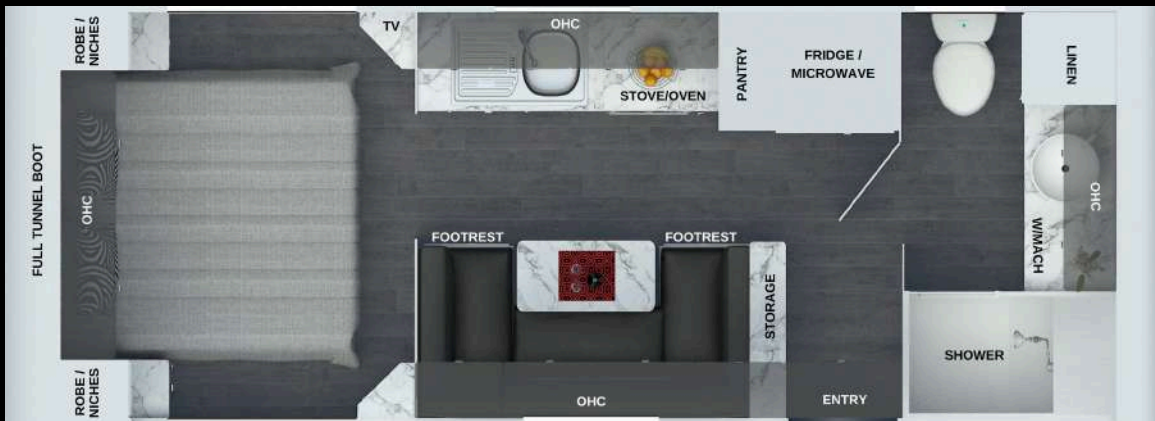 ROBE /
NICHES
TV
OHC
STOVE/OVEN
PANTRY
FRIDGE /
MICROWAVE
LINEN
FULL TUNNEL BOOT
OHC
OHC
W/MACH
FOOTREST
FOOTREST
STORAGE
SHOWER
ROBE /
NICHES
OHC
ENTRY